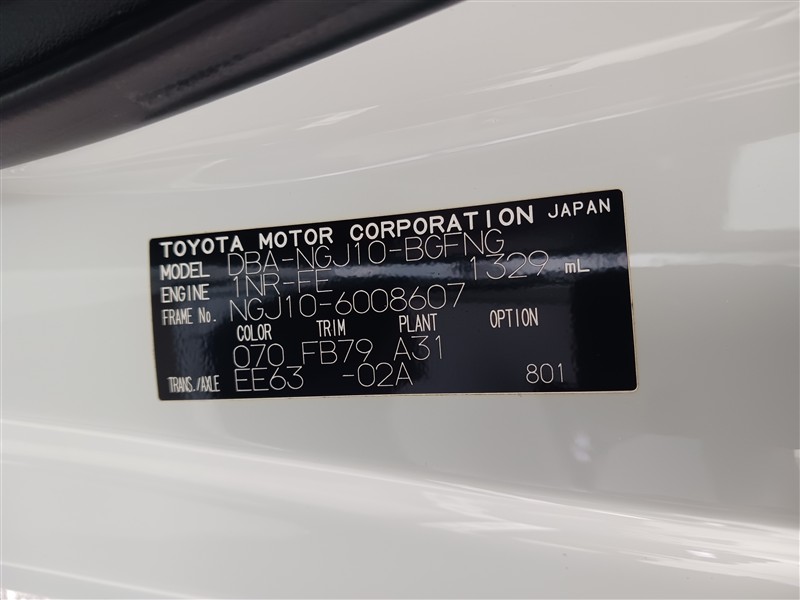 TOYOTA MOTOR CORPORATION JAPAN
MODEL DBA-NGJ10-BGFNG
ENGINE 1NR-FE 1329 mL
FRAME No. NGJ10-6008607
COLOR TRIM PLANT OPTION
070 FB79 A31
TRANS./AXLE EE63 -02A 801